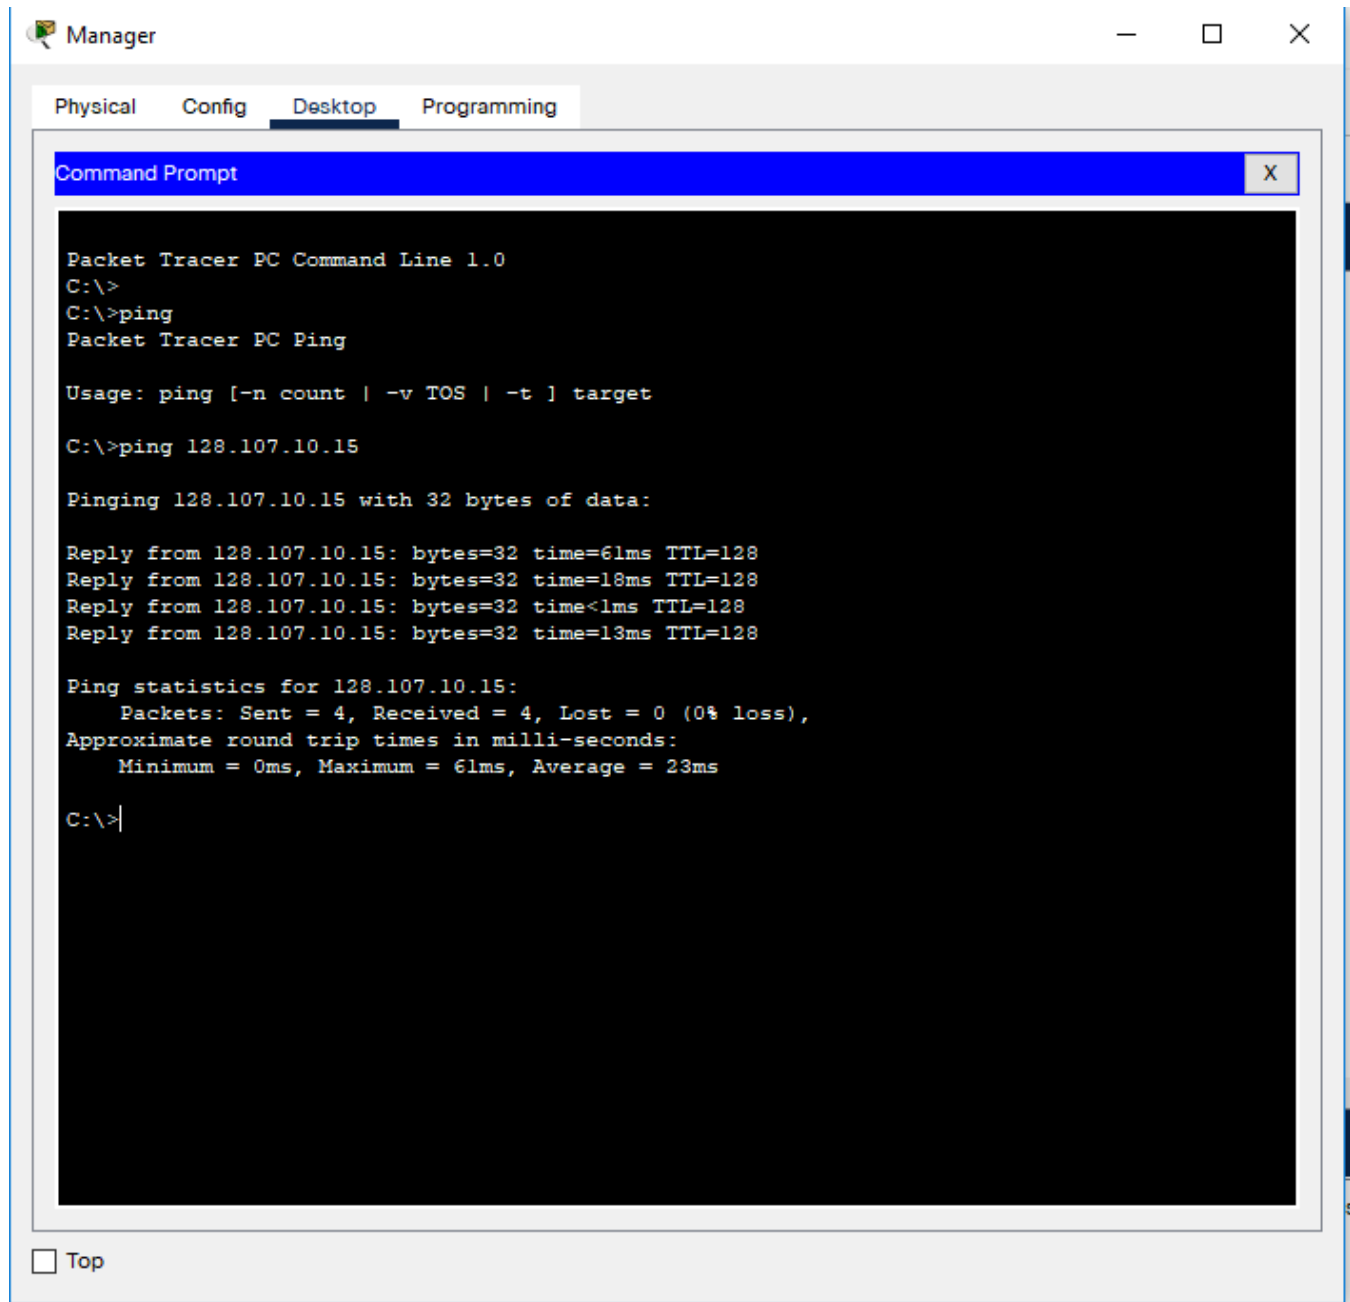 Manager
Physical Config Desktop Programming
Command Prompt X
Packet Tracer PC Command Line 1.0
C:\>
C:\>ping
Packet Tracer PC Ping
Usage: ping [-n count | -v TOS | -t ] target
C:\>ping 128.107.10.15
Pinging 128.107.10.15 with 32 bytes of data:
Reply from 128.107.10.15: bytes=32 time=61ms TTL=128
Reply from 128.107.10.15: bytes=32 time=18ms TTL=128
Reply from 128.107.10.15: bytes=32 time<1ms TTL=128
Reply from 128.107.10.15: bytes=32 time=13ms TTL=128
Ping statistics for 128.107.10.15:
Packets: Sent = 4, Received = 4, Lost = 0 (0% loss),
Approximate round trip times in milli-seconds:
Minimum = 0ms, Maximum = 61ms, Average = 23ms
C:\>
Top